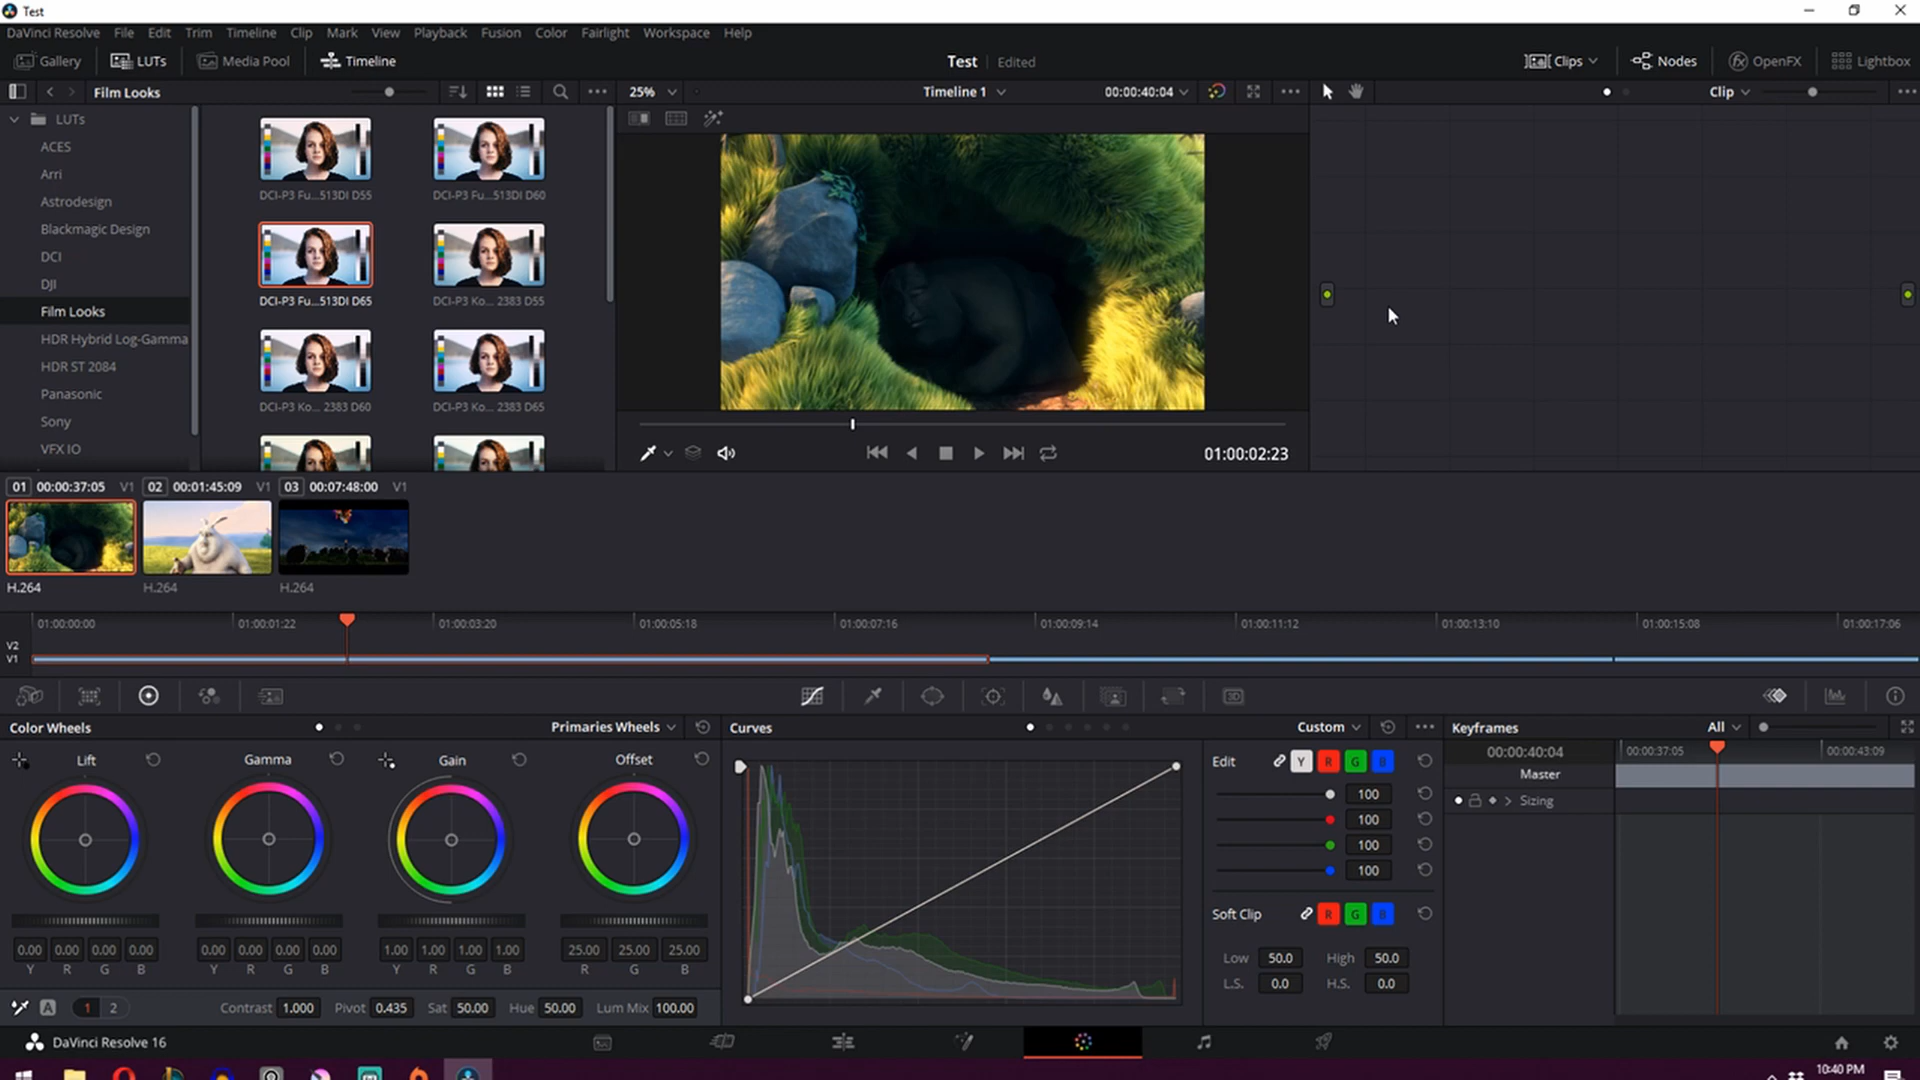 Test
DaVinci Resolve File Edit Trim Timeline Clip Mark View Playback Fusion Color Fairlight Workspace Help
Gallery LUTs Media Pool Timeline Test Edited Clips Nodes OpenFX Lightbox
Film Looks 25% Timeline 1 00:00:40:04 Clip
LUTs
ACES
Arri
Astrodesign
Blackmagic Design
DCI
DJI
Film Looks
HDR Hybrid Log-Gamma
HDR ST 2084
Panasonic
Sony
VFX IO
DCI-P3 Fu...513DI D55 DCI-P3 Fu...513DI D60
DCI-P3 Fu...513DI D65 DCI-P3 Ko... 2383 D55
DCI-P3 Ko... 2383 D60 DCI-P3 Ko... 2383 D65
01:00:02:23
01 00:00:37:05 V1 02 00:01:45:09 V1 03 00:07:48:00 V1
H.264 H.264 H.264
01:00:00:00 01:00:01:22 01:00:03:20 01:00:05:18 01:00:07:16 01:00:09:14 01:00:11:12 01:00:13:10 01:00:15:08 01:00:17:06
V2
V1
3D
Color Wheels Primaries Wheels Curves Custom Keyframes All
Lift Gamma Gain Offset
0.00 0.00 0.00 0.00 0.00 0.00 0.00 0.00 1.00 1.00 1.00 1.00 25.00 25.00 25.00
Y R G B Y R G B Y R G B R G B
A 1 2 Contrast 1.000 Pivot 0.435 Sat 50.00 Hue 50.00 Lum Mix 100.00
Edit Y R G B
100
100
100
100
Soft Clip R G B
Low 50.0 High 50.0
L.S. 0.0 H.S. 0.0
00:00:40:04 00:00:37:05 00:00:43:09
Master
Sizing
DaVinci Resolve 16
10:40 PM